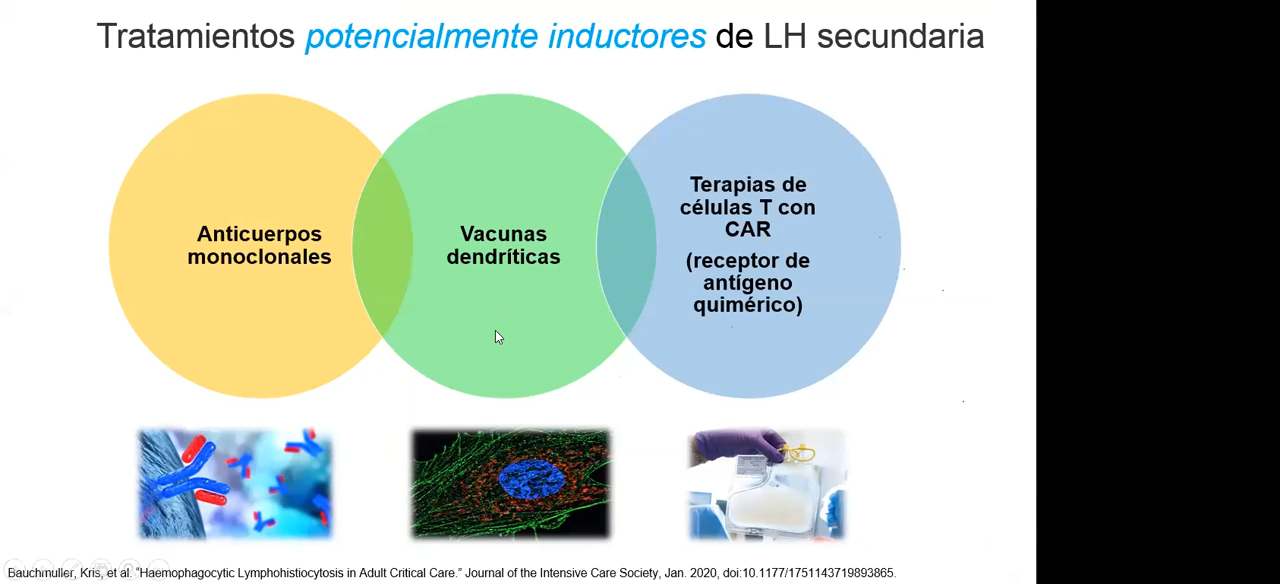 Tratamientos potencialmente inductores de LH secundaria
Anticuerpos
monoclonales
Vacunas
dendríticas
Terapias de
células T con
CAR
(receptor de
antígeno
quimérico)
Bauchmuller, Kris, et al. "Haemophagocytic Lymphohistiocytosis in Adult Critical Care." Journal of the Intensive Care Society, Jan. 2020, doi:10.1177/1751143719893865.